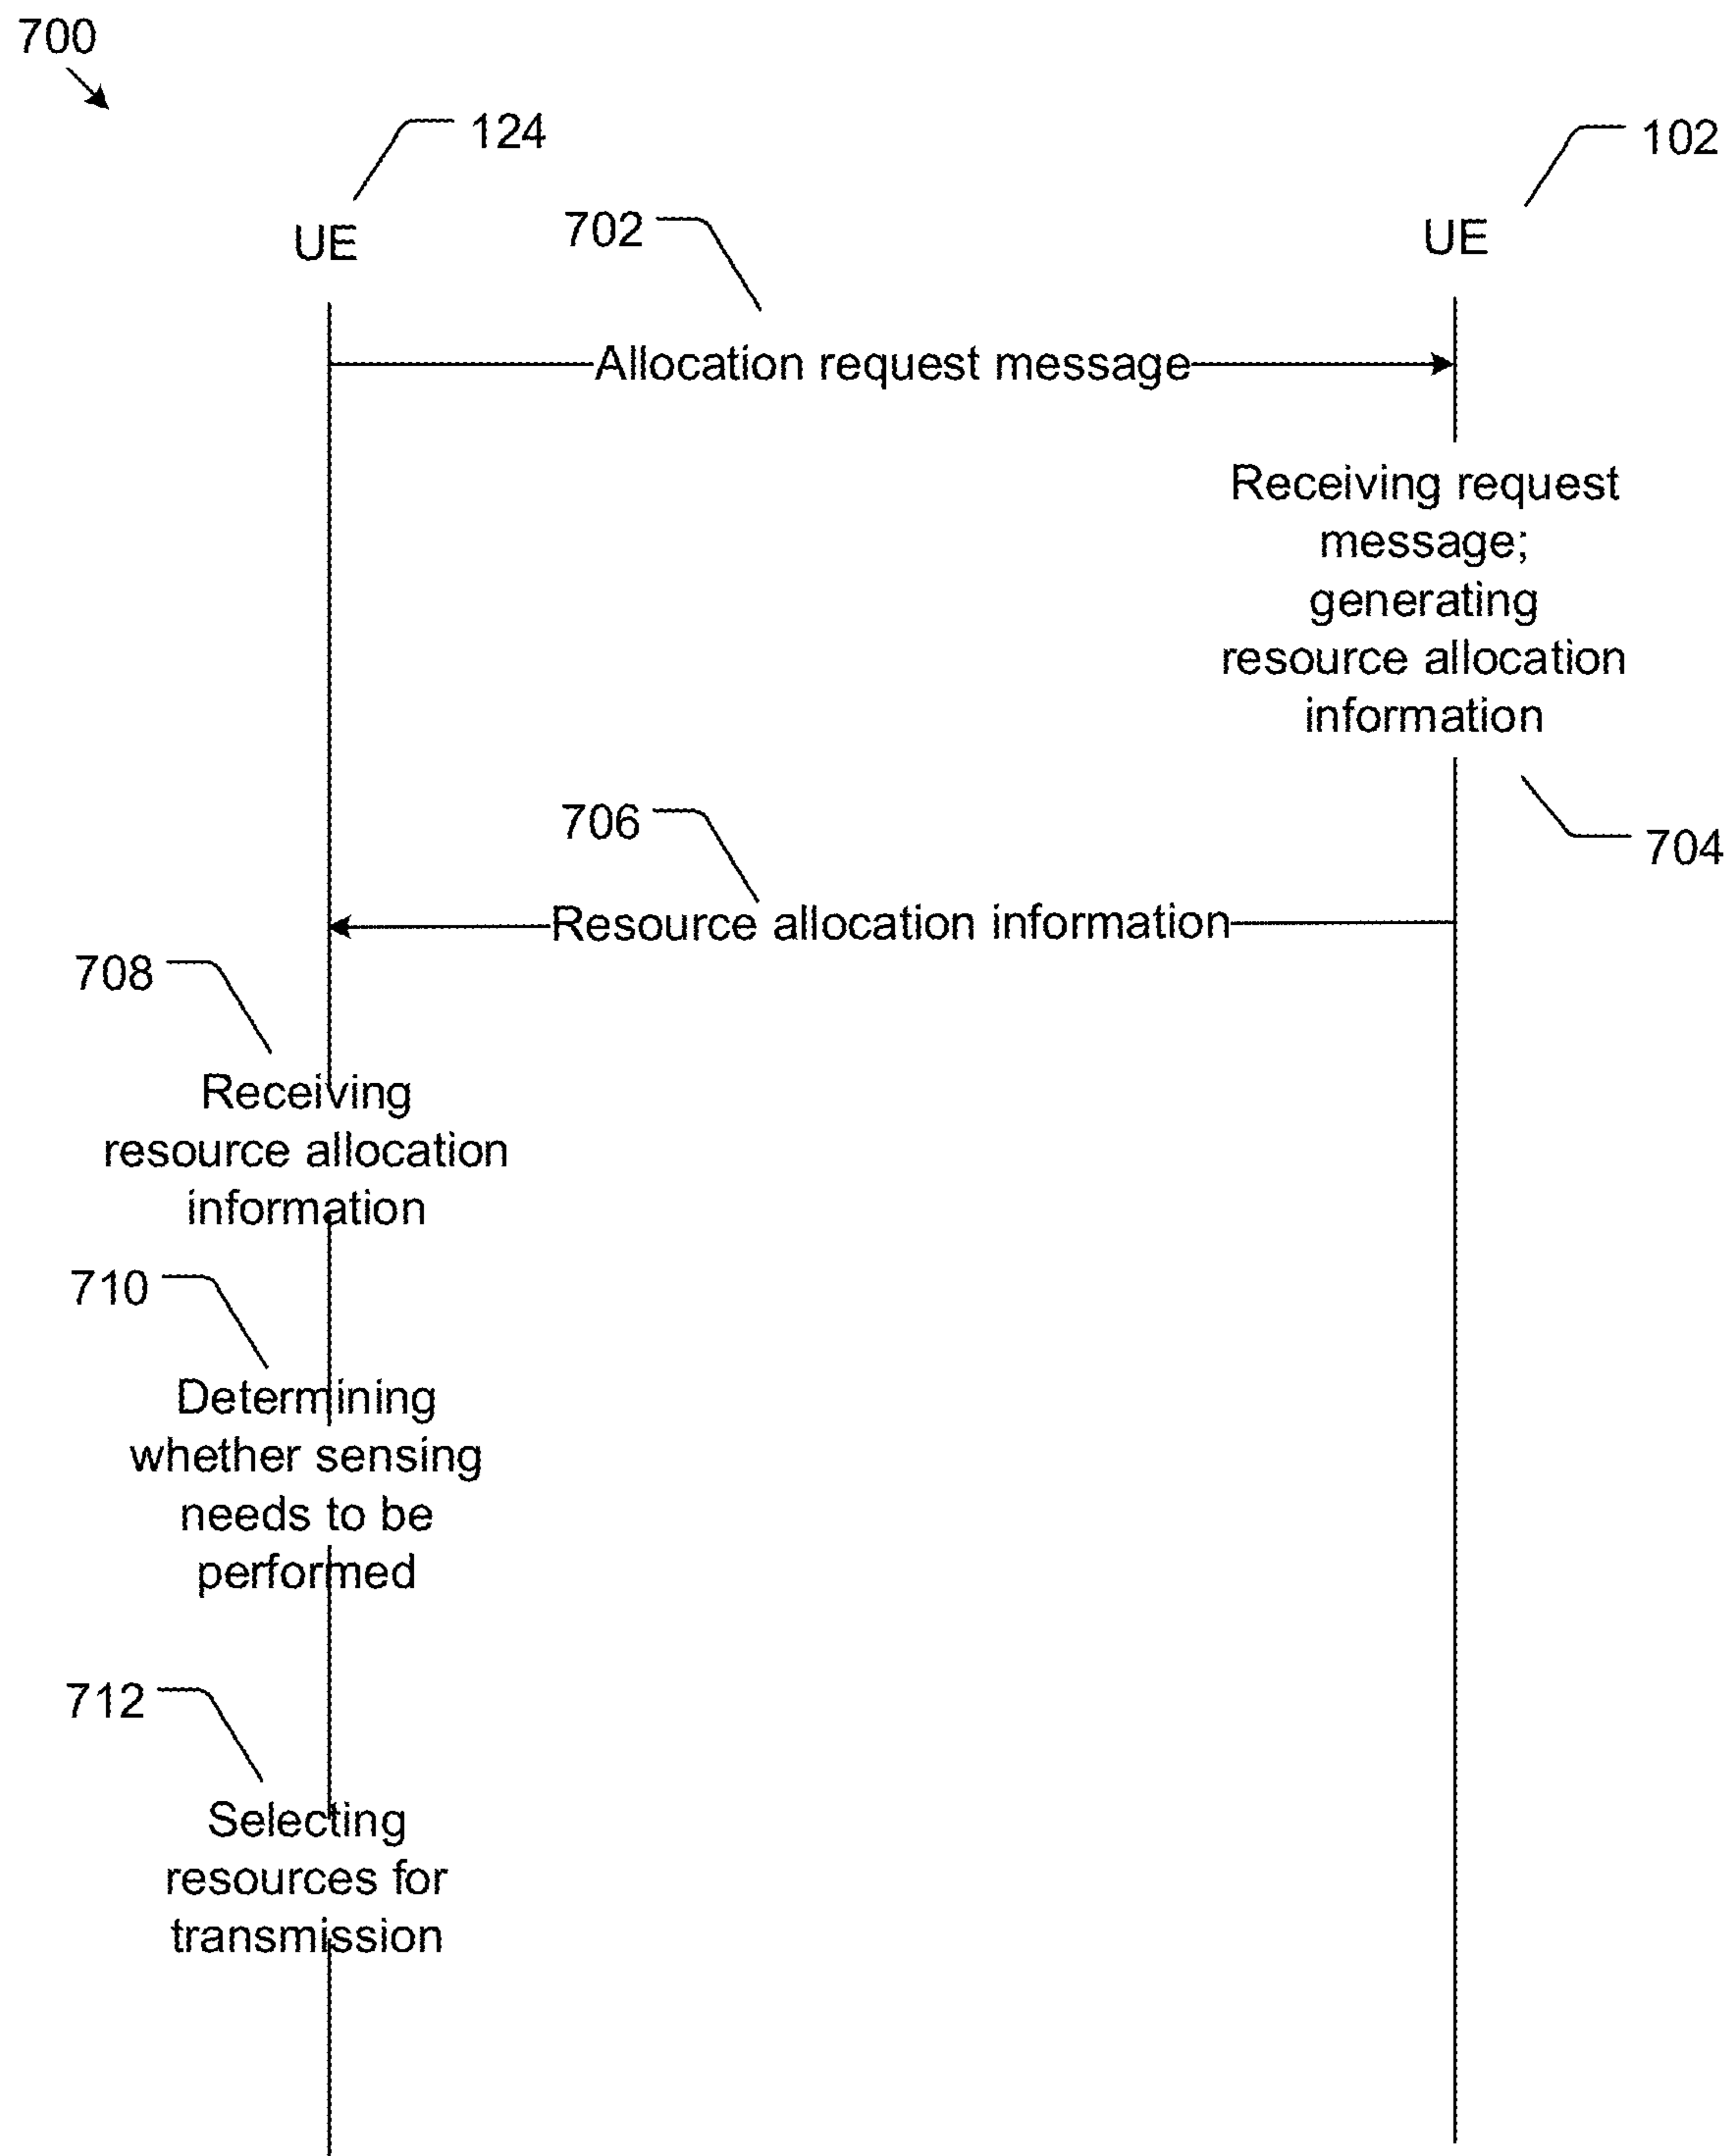 700
124
102
UE
702
UE
Allocation request message
Receiving request
message;
generating
resource allocation
information
706
704
Resource allocation information
708
Receiving
resource allocation
information
710
Determining
whether sensing
needs to be
performed
712
Selecting
resources for
transmission